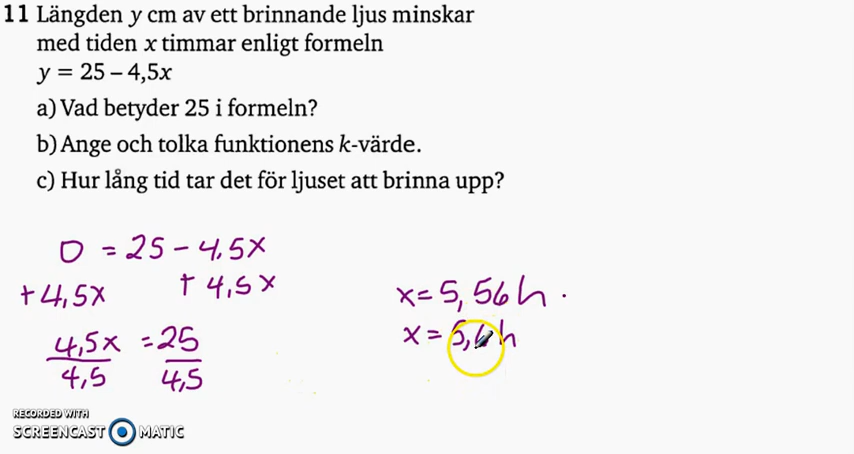 11 Längden y cm av ett brinnande ljus minskar
med tiden x timmar enligt formeln
y = 25 – 4,5x
a) Vad betyder 25 i formeln?
b) Ange och tolka funktionens k-värde.
c) Hur lång tid tar det för ljuset att brinna upp?
0 = 25 - 4,5x
+4,5x + 4,5x
4,5x = 25
4,5 4,5
x = 5,56h.
x = 5,6h
RECORDED WITH
SCREENCAST O MATIC